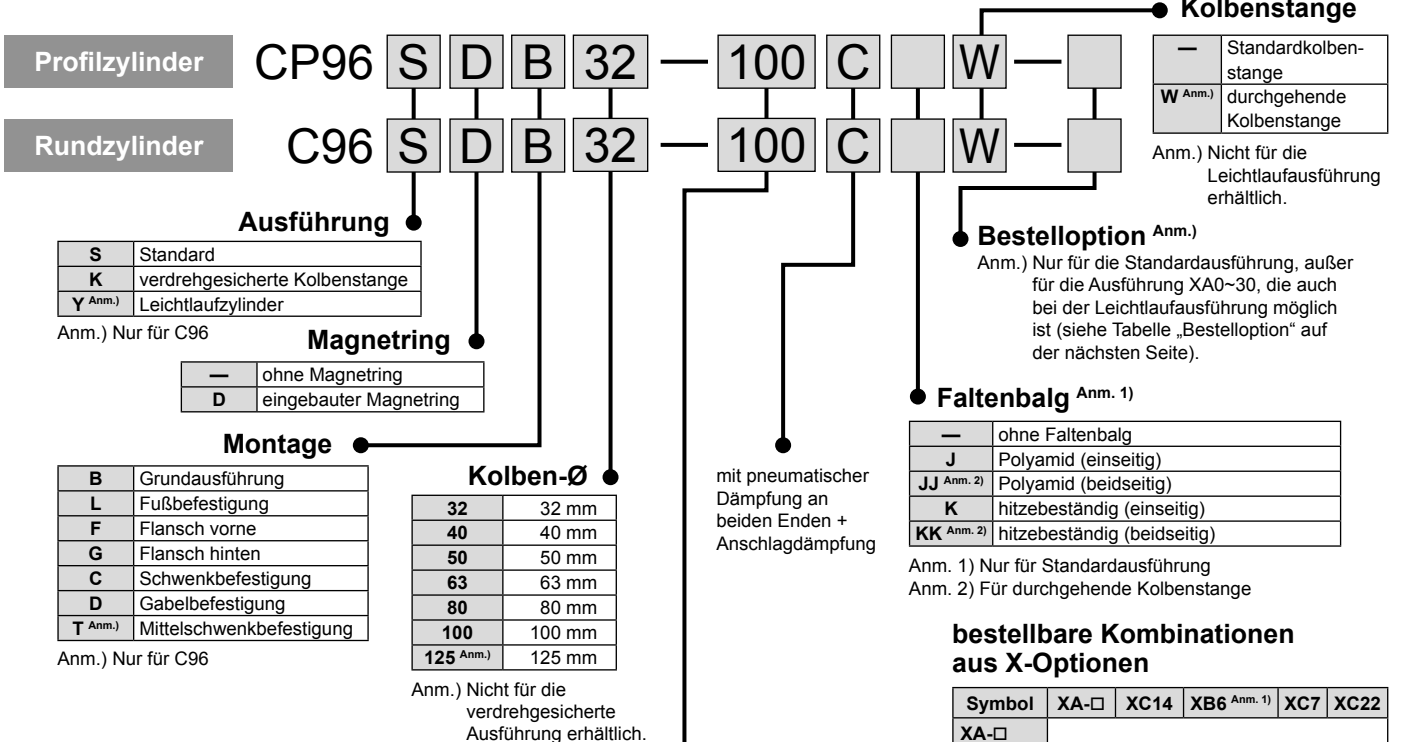 Kolbenstange
— Standardkolben-
stange
W Anm.) durchgehende
Kolbenstange
Anm.) Nicht für die
Leichtlaufausführung
erhältlich.
Profilzylinder CP96 S D B 32 — 100 C W —
Rundzylinder C96 S D B 32 — 100 C W —
Ausführung
S Standard
K verdrehgesicherte Kolbenstange
Y Anm.) Leichtlaufzylinder
Anm.) Nur für C96
Magnetring
— ohne Magnetring
D eingebauter Magnetring
Montage
B Grundausführung
L Fußbefestigung
F Flansch vorne
G Flansch hinten
C Schwenkbefestigung
D Gabelbefestigung
T Anm.) Mittelschwenkbefestigung
Anm.) Nur für C96
Kolben-Ø
32 32 mm
40 40 mm
50 50 mm
63 63 mm
80 80 mm
100 100 mm
125 Anm.) 125 mm
Anm.) Nicht für die
verdrehgesicherte
Ausführung erhältlich.
mit pneumatischer
Dämpfung an
beiden Enden +
Anschlagdämpfung
Bestelloption Anm.)
Anm.) Nur für die Standardausführung, außer
für die Ausführung XA0~30, die auch
bei der Leichtlaufausführung möglich
ist (siehe Tabelle „Bestelloption" auf
der nächsten Seite).
Faltenbalg Anm. 1)
— ohne Faltenbalg
J Polyamid (einseitig)
JJ Anm. 2) Polyamid (beidseitig)
K hitzebeständig (einseitig)
KK Anm. 2) hitzebeständig (beidseitig)
Anm. 1) Nur für Standardausführung
Anm. 2) Für durchgehende Kolbenstange
bestellbare Kombinationen
aus X-Optionen
Symbol XA-□ XC14 XB6 Anm. 1) XC7 XC22
XA-□